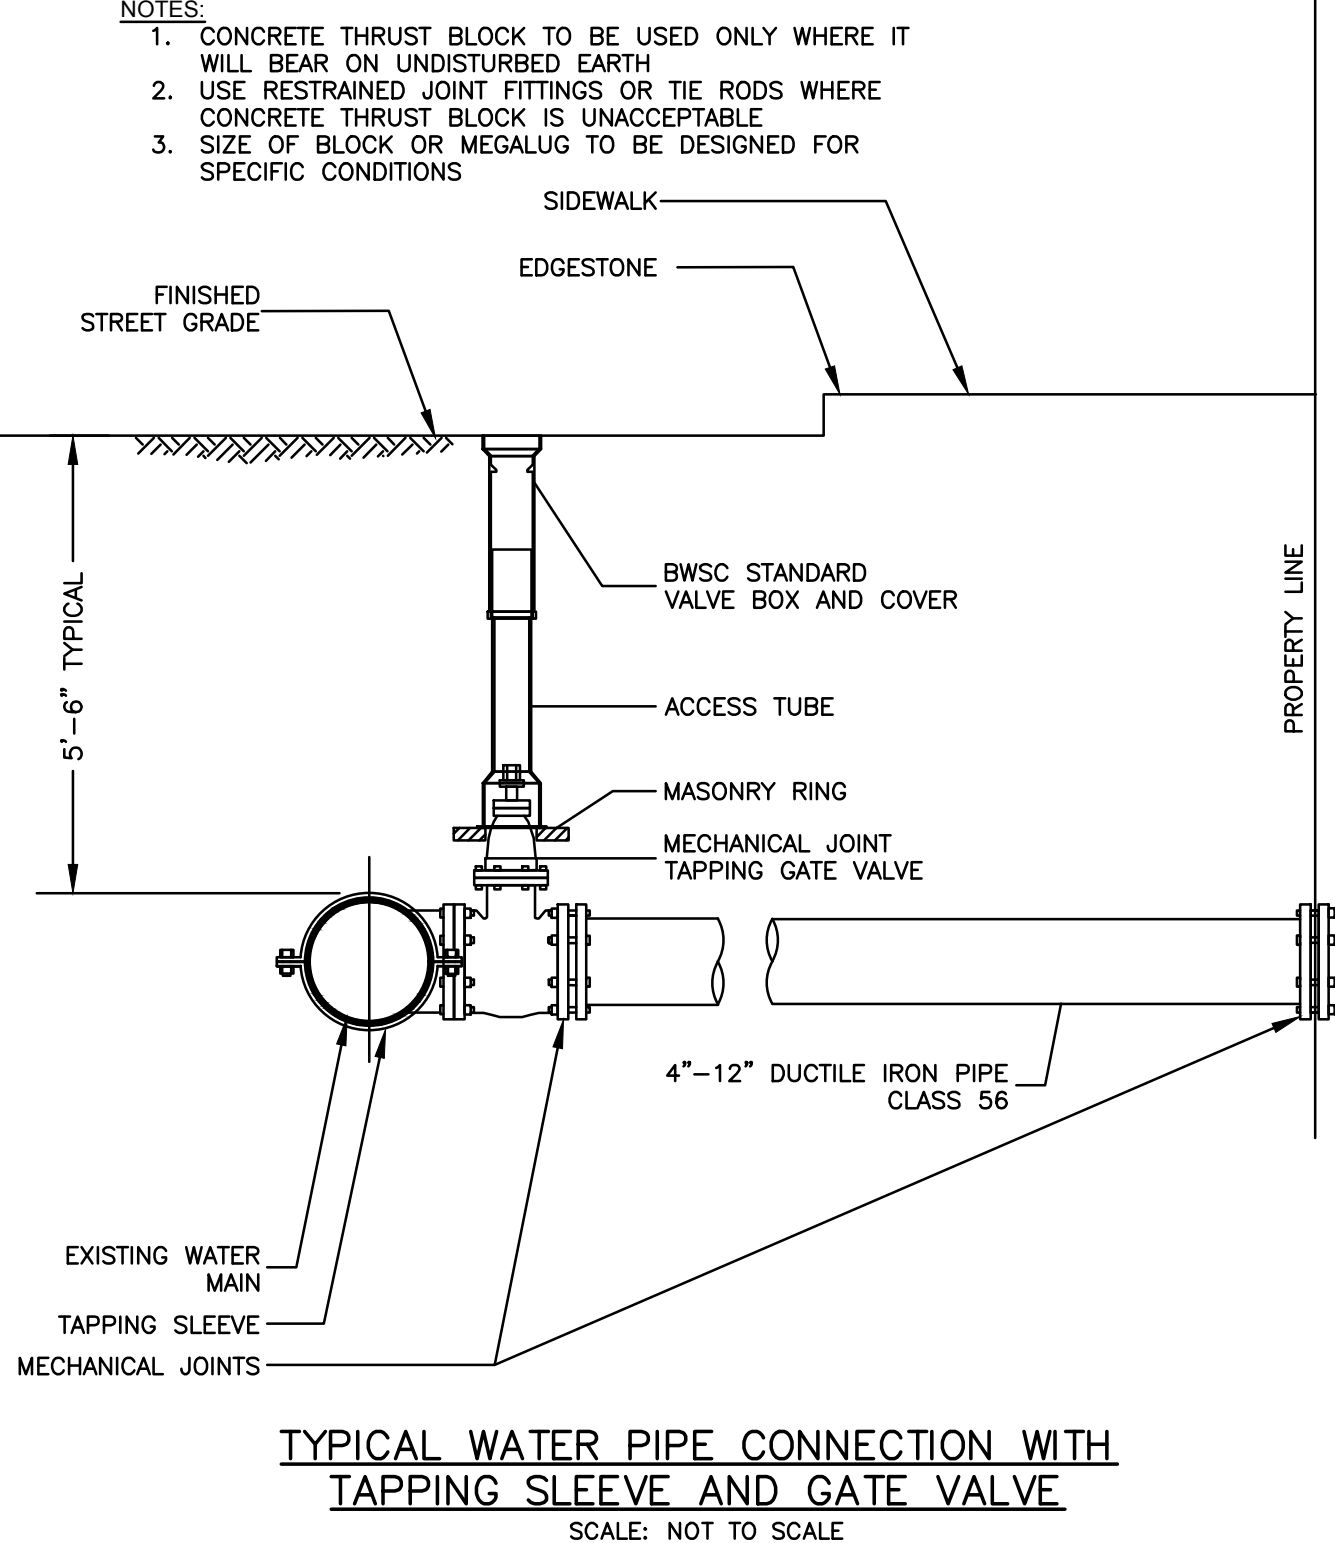 NOTES:
1. CONCRETE THRUST BLOCK TO BE USED ONLY WHERE IT
WILL BEAR ON UNDISTURBED EARTH
2. USE RESTRAINED JOINT FITTINGS OR TIE RODS WHERE
CONCRETE THRUST BLOCK IS UNACCEPTABLE
3. SIZE OF BLOCK OR MEGALUG TO BE DESIGNED FOR
SPECIFIC CONDITIONS
SIDEWALK
EDGESTONE
FINISHED
STREET GRADE
5'-6" TYPICAL
BWSC STANDARD
VALVE BOX AND COVER
PROPERTY LINE
ACCESS TUBE
MASONRY RING
MECHANICAL JOINT
TAPPING GATE VALVE
4"-12" DUCTILE IRON PIPE
CLASS 56
EXISTING WATER
MAIN
TAPPING SLEEVE
MECHANICAL JOINTS
TYPICAL WATER PIPE CONNECTION WITH
TAPPING SLEEVE AND GATE VALVE
SCALE: NOT TO SCALE